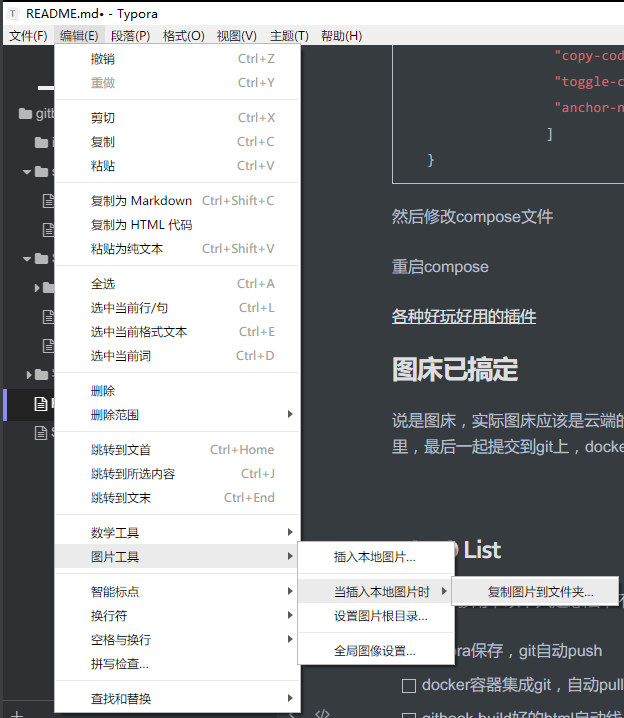 README.md• - Typora
文件(F) 编辑(E) 段落(P) 格式(O) 视图(V) 主题(T) 帮助(H)
撤销 Ctrl+Z
重做 Ctrl+Y
剪切 Ctrl+X
复制 Ctrl+C
粘贴 Ctrl+V
复制为 Markdown Ctrl+Shift+C
复制为 HTML 代码
粘贴为纯文本 Ctrl+Shift+V
全选 Ctrl+A
选中当前行/句 Ctrl+L
选中当前格式文本 Ctrl+E
选中当前词 Ctrl+D
删除
删除范围
跳转到文首 Ctrl+Home
跳转到所选内容 Ctrl+J
跳转到文末 Ctrl+End
数学工具
图片工具
智能标点
换行符
空格与换行
拼写检查...
查找和替换
插入本地图片...
当插入本地图片时
设置图片根目录...
全局图像设置...
复制图片到文件夹...
gitb
"copy-cod
"toggle-c
"anchor-n
]
}
然后修改compose文件
重启compose
各种好玩好用的插件
图床已搞定
说是图床，实际图床应该是云端的
里，最后一起提交到git上，docke
List
ra保存，git自动push
docker容器集成git，自动pull
gitbook build好的html自动线